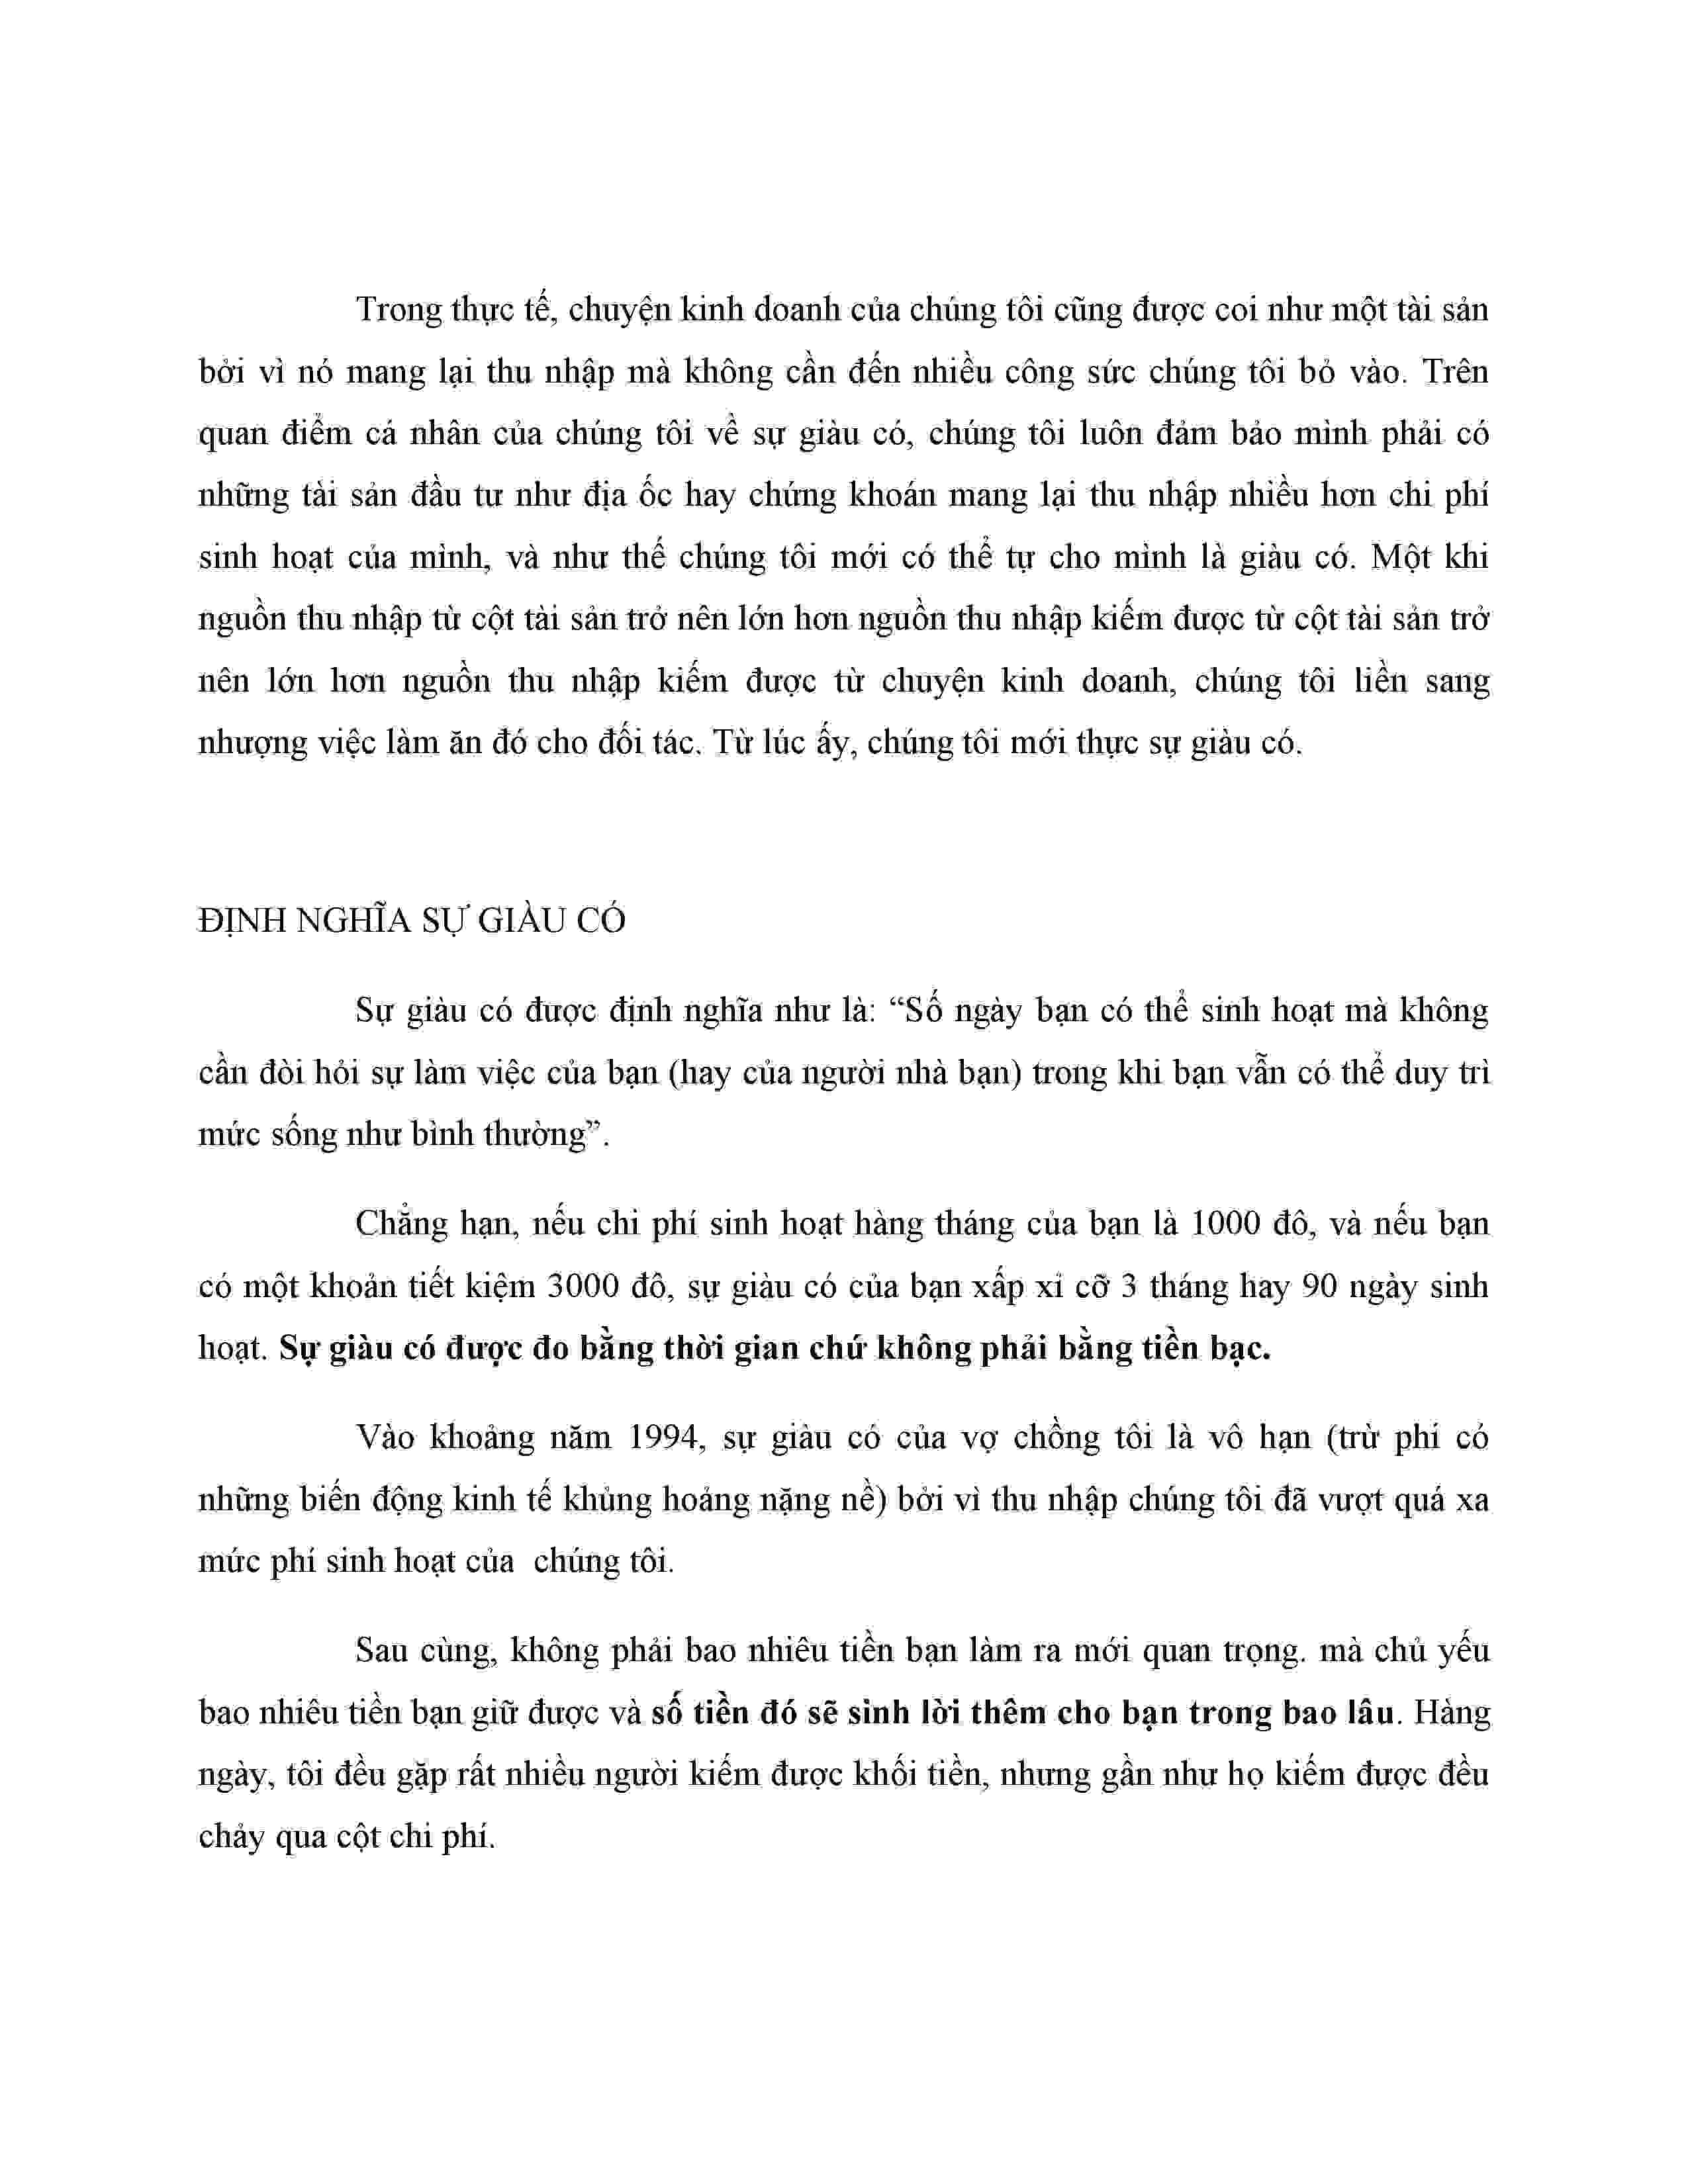 Trong thực tế, chuyện kinh doanh của chúng tôi cũng được coi như một tài sản
bởi vì nó mang lại thu nhập mà không cần đến nhiều công sức chúng tôi bỏ vào. Trên
quan điểm cá nhân của chúng tôi về sự giàu có, chúng tôi luôn đảm bảo mình phải có
những tài sản đầu tư như địa ốc hay chứng khoán mang lại thu nhập nhiều hơn chi phí
sinh hoạt của mình, và như thế chúng tôi mới có thể tự cho mình là giàu có. Một khi
nguồn thu nhập từ cột tài sản trở nên lớn hơn nguồn thu nhập kiếm được từ cột tài sản trở
nên lớn hơn nguồn thu nhập kiếm được từ chuyện kinh doanh, chúng tôi liền sang
nhượng việc làm ăn đó cho đối tác. Từ lúc ấy, chúng tôi mới thực sự giàu có.
ĐỊNH NGHĨA SỰ GIÀU CÓ
Sự giàu có được định nghĩa như là: “Số ngày bạn có thể sinh hoạt mà không
cần đòi hỏi sự làm việc của bạn (hay của người nhà bạn) trong khi bạn vẫn có thể duy trì
mức sống như bình thường”.
Chẳng hạn, nếu chi phí sinh hoạt hàng tháng của bạn là 1000 đô, và nếu bạn
có một khoản tiết kiệm 3000 đô, sự giàu có của bạn xấp xỉ cỡ 3 tháng hay 90 ngày sinh
hoạt. Sự giàu có được đo bằng thời gian chứ không phải bằng tiền bạc.
Vào khoảng năm 1994, sự giàu có của vợ chồng tôi là vô hạn (trừ phí có
những biến động kinh tế khủng hoảng nặng nề) bởi vì thu nhập chúng tôi đã vượt quá xa
mức phí sinh hoạt của  chúng tôi.
Sau cùng, không phải bao nhiêu tiền bạn làm ra mới quan trọng. mà chủ yếu
bao nhiêu tiền bạn giữ được và số tiền đó sẽ sinh lời thêm cho bạn trong bao lâu. Hàng
ngày, tôi đều gặp rất nhiều người kiếm được khối tiền, nhưng gần như họ kiếm được đều
chảy qua cột chi phí.